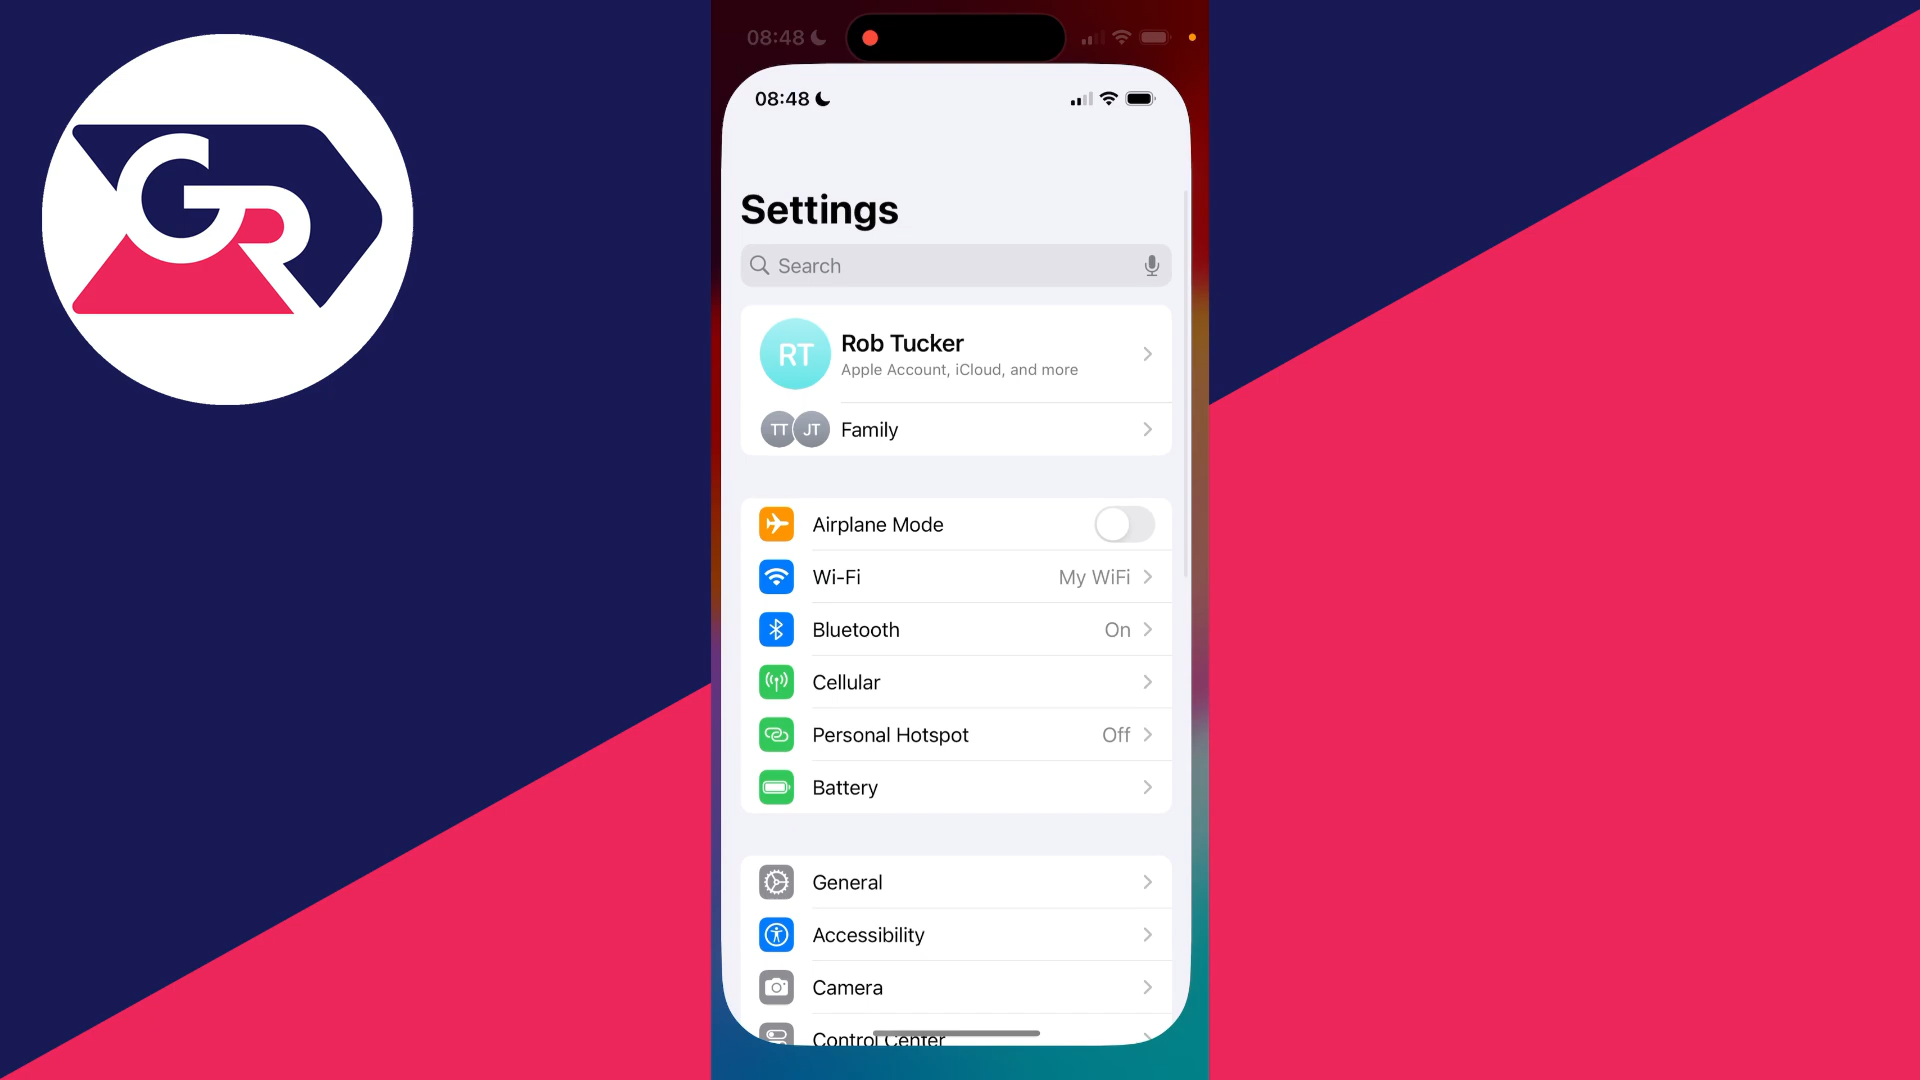 GR
08:48
08:48
Settings
Search
RT
Rob Tucker
Apple Account, iCloud, and more
TT JT Family
Airplane Mode
Wi-Fi My WiFi
Bluetooth On
Cellular
Personal Hotspot Off
Battery
General
Accessibility
Camera
Control Center